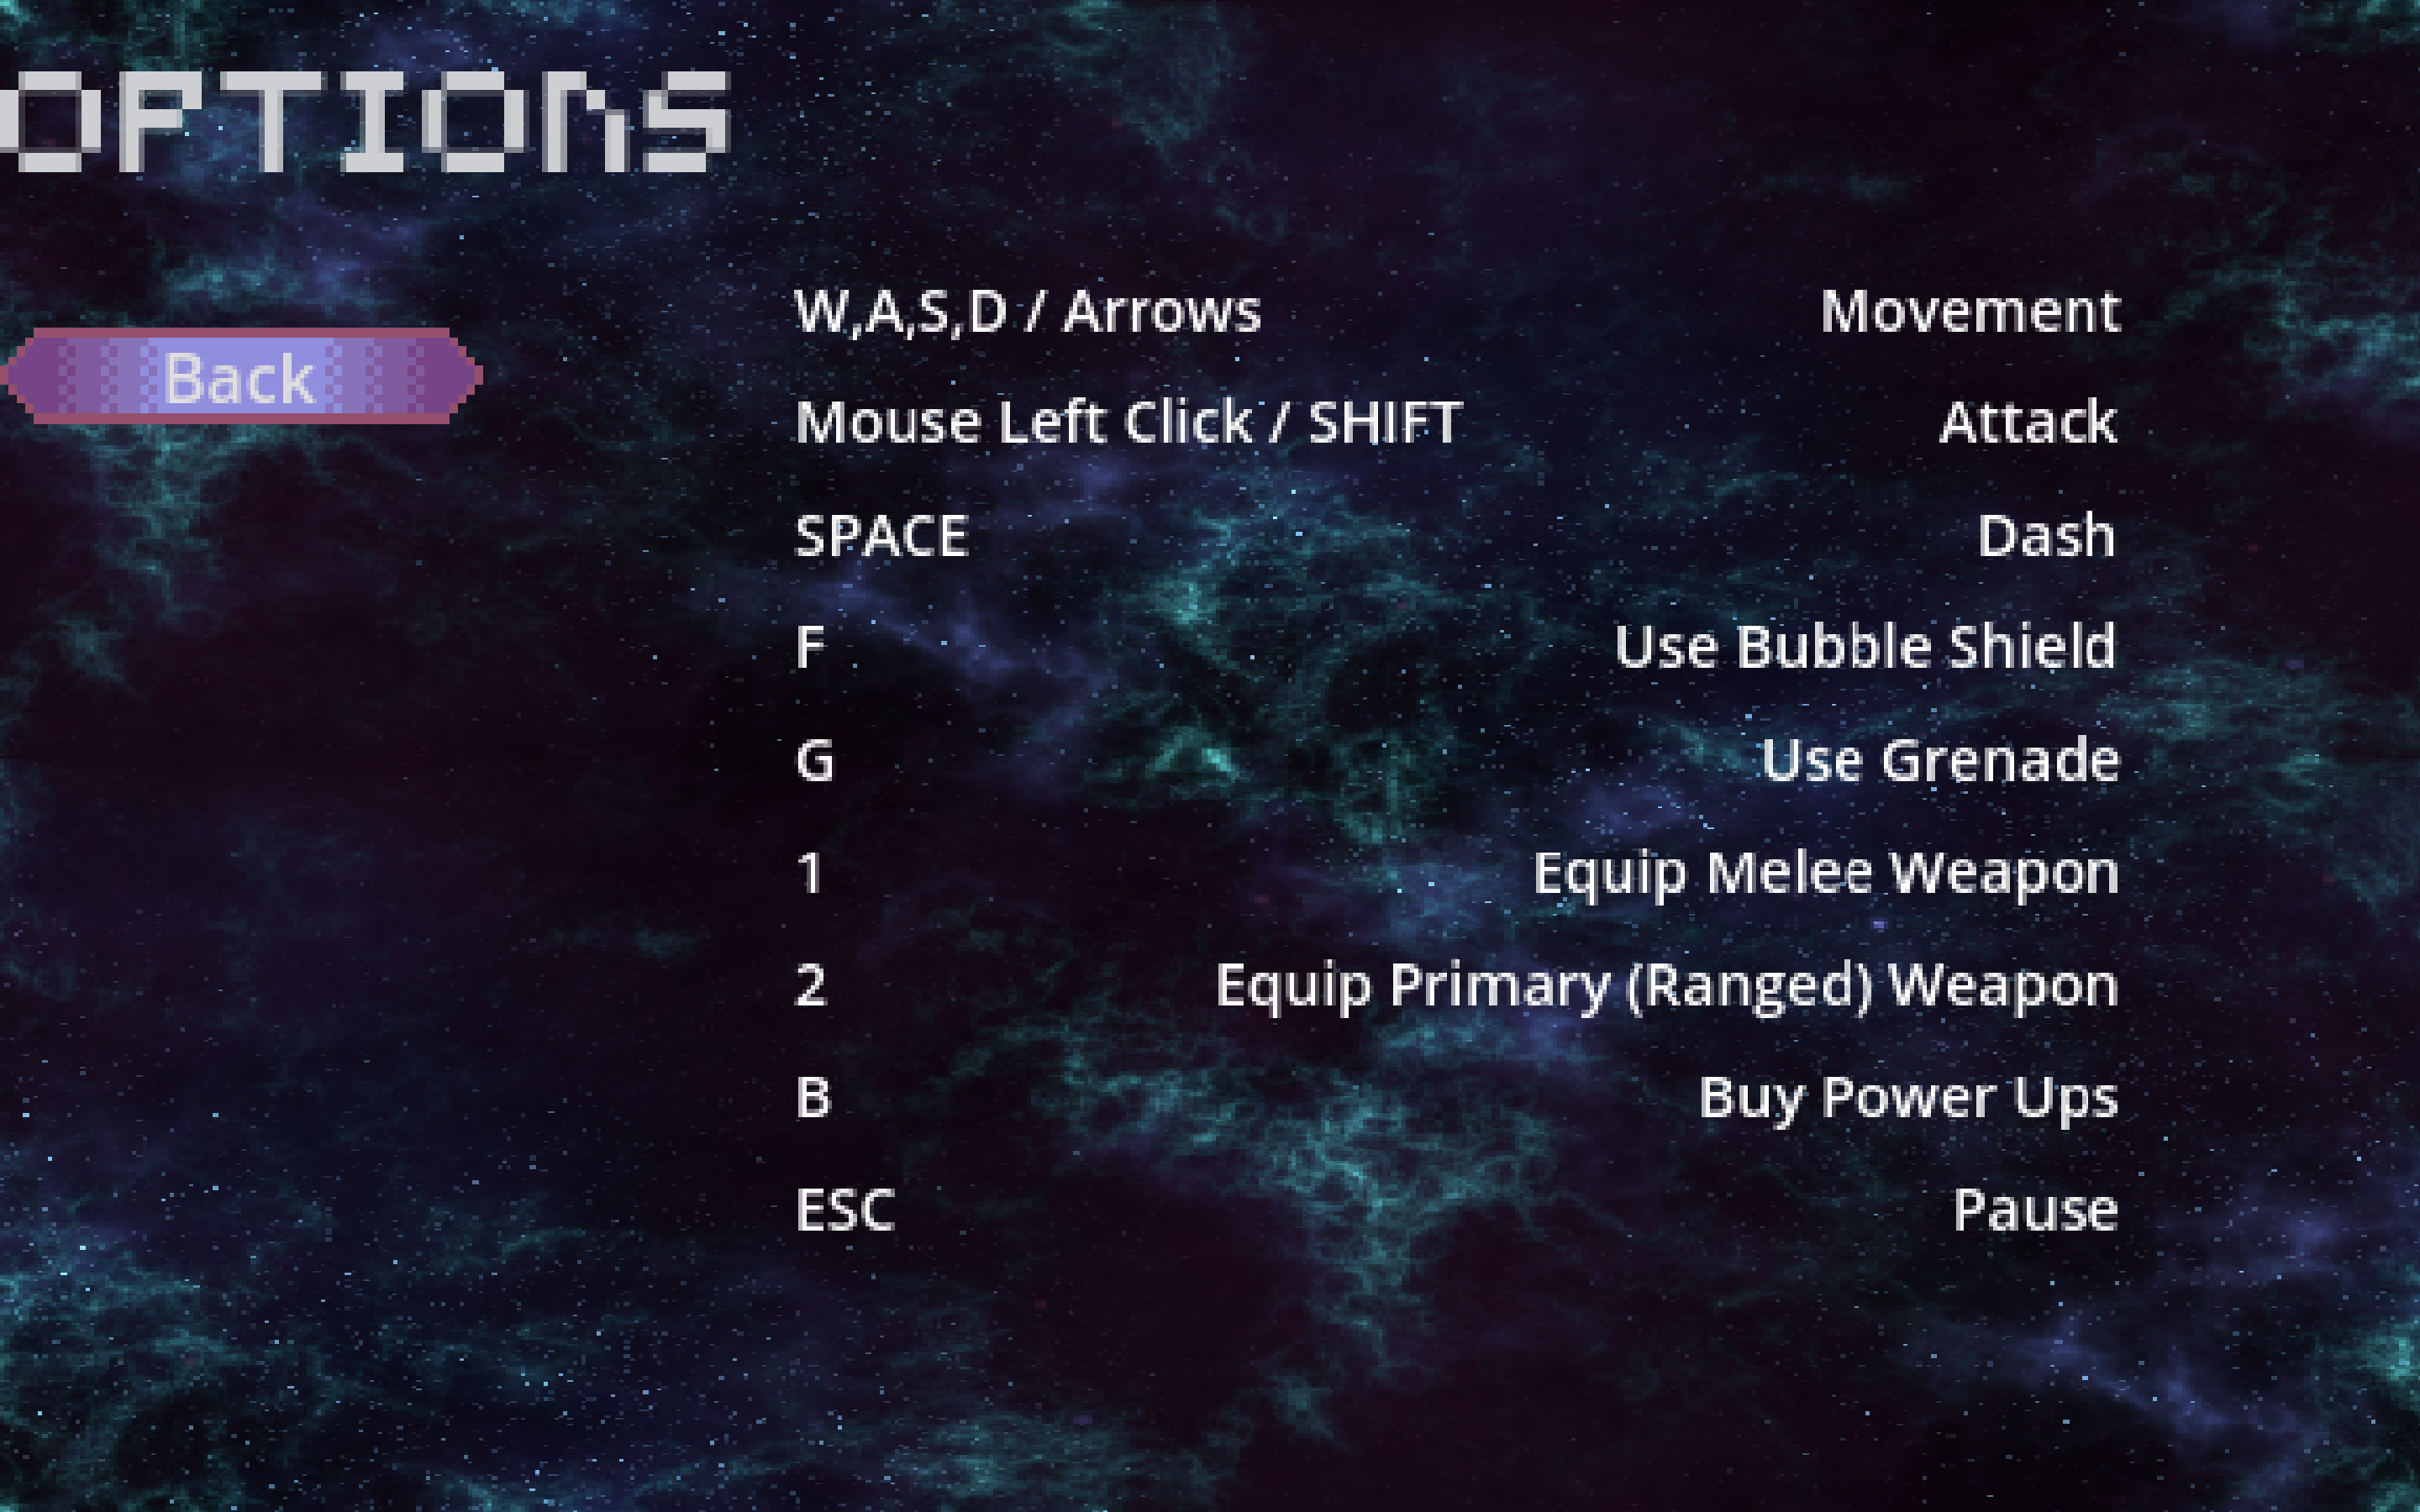 OPTIONS
Back
W,A,S,D / Arrows Movement
Mouse Left Click / SHIFT Attack
SPACE Dash
F Use Bubble Shield
G Use Grenade
1 Equip Melee Weapon
2 Equip Primary (Ranged) Weapon
B Buy Power Ups
ESC Pause